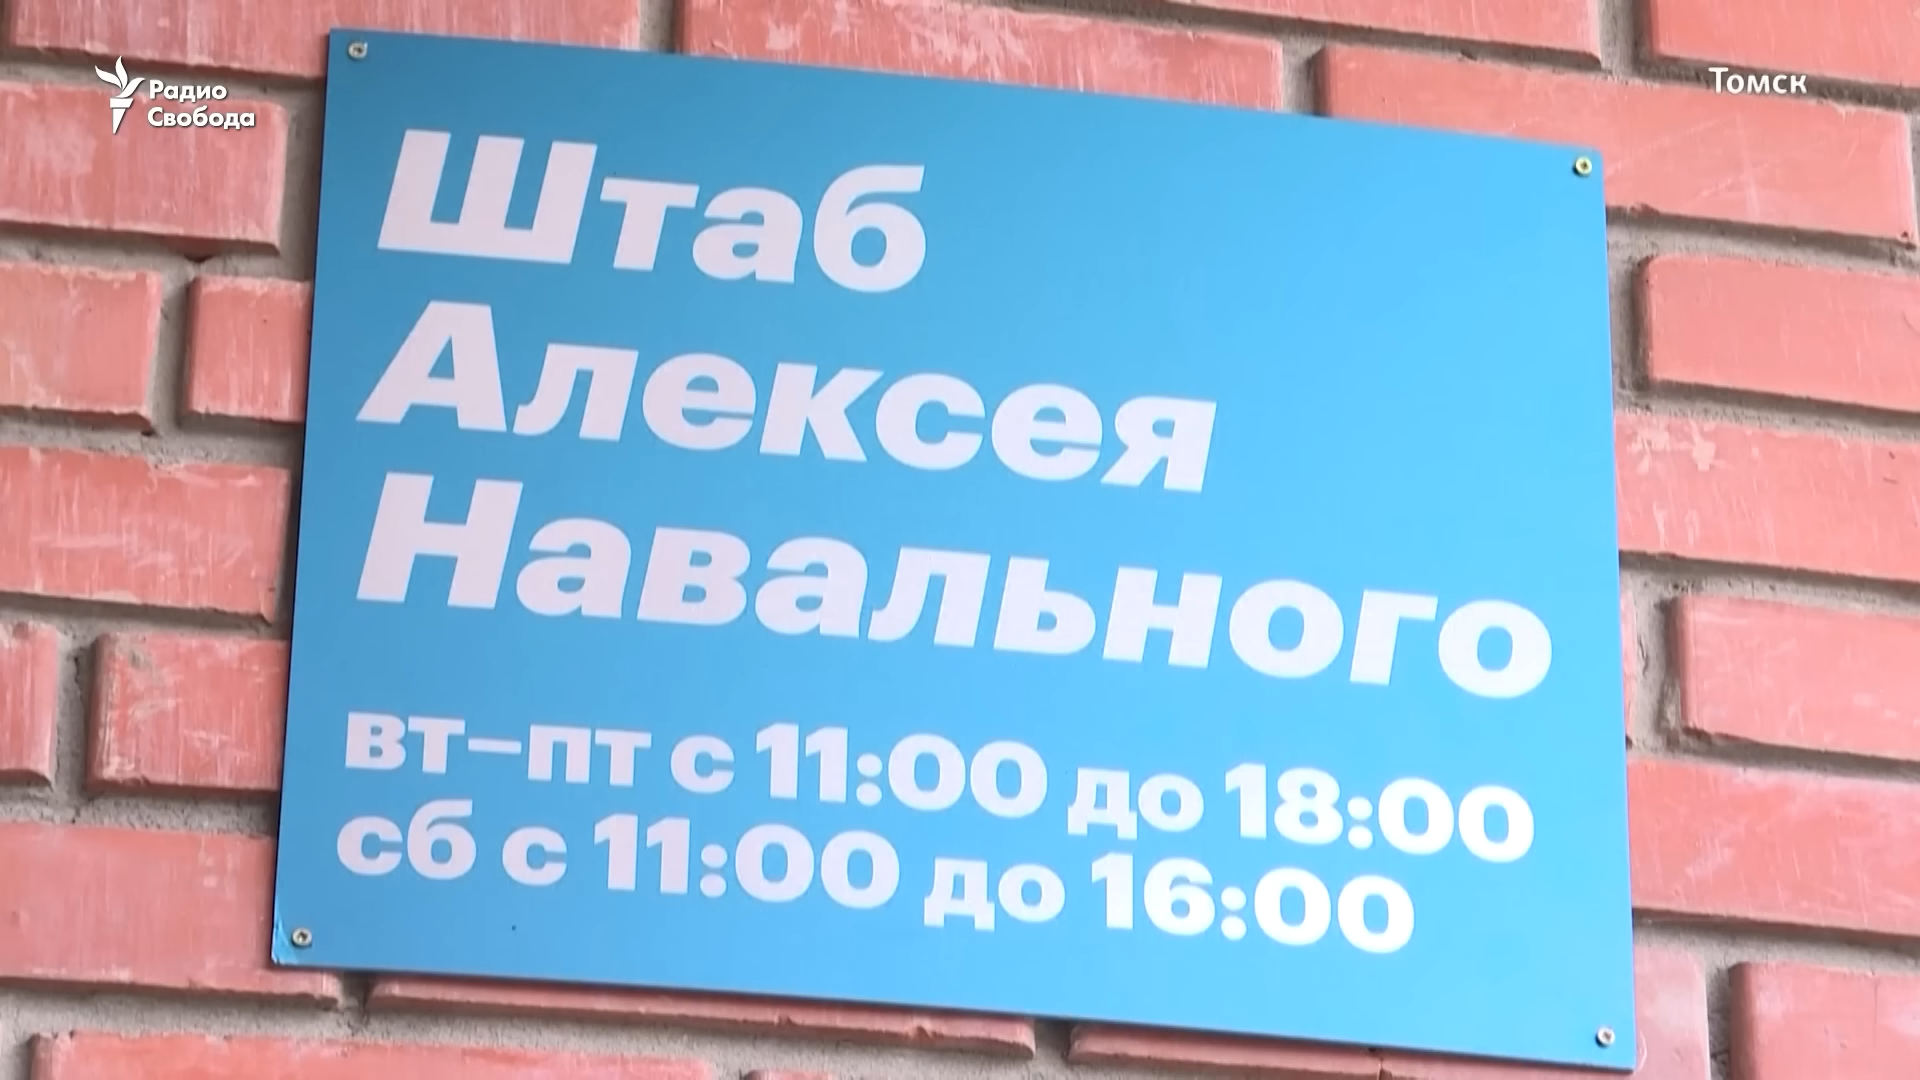 Радио
Свобода
Томск
Штаб
Алексея
Навального
вт–пт с 11:00 до 18:00
сб с 11:00 до 16:00